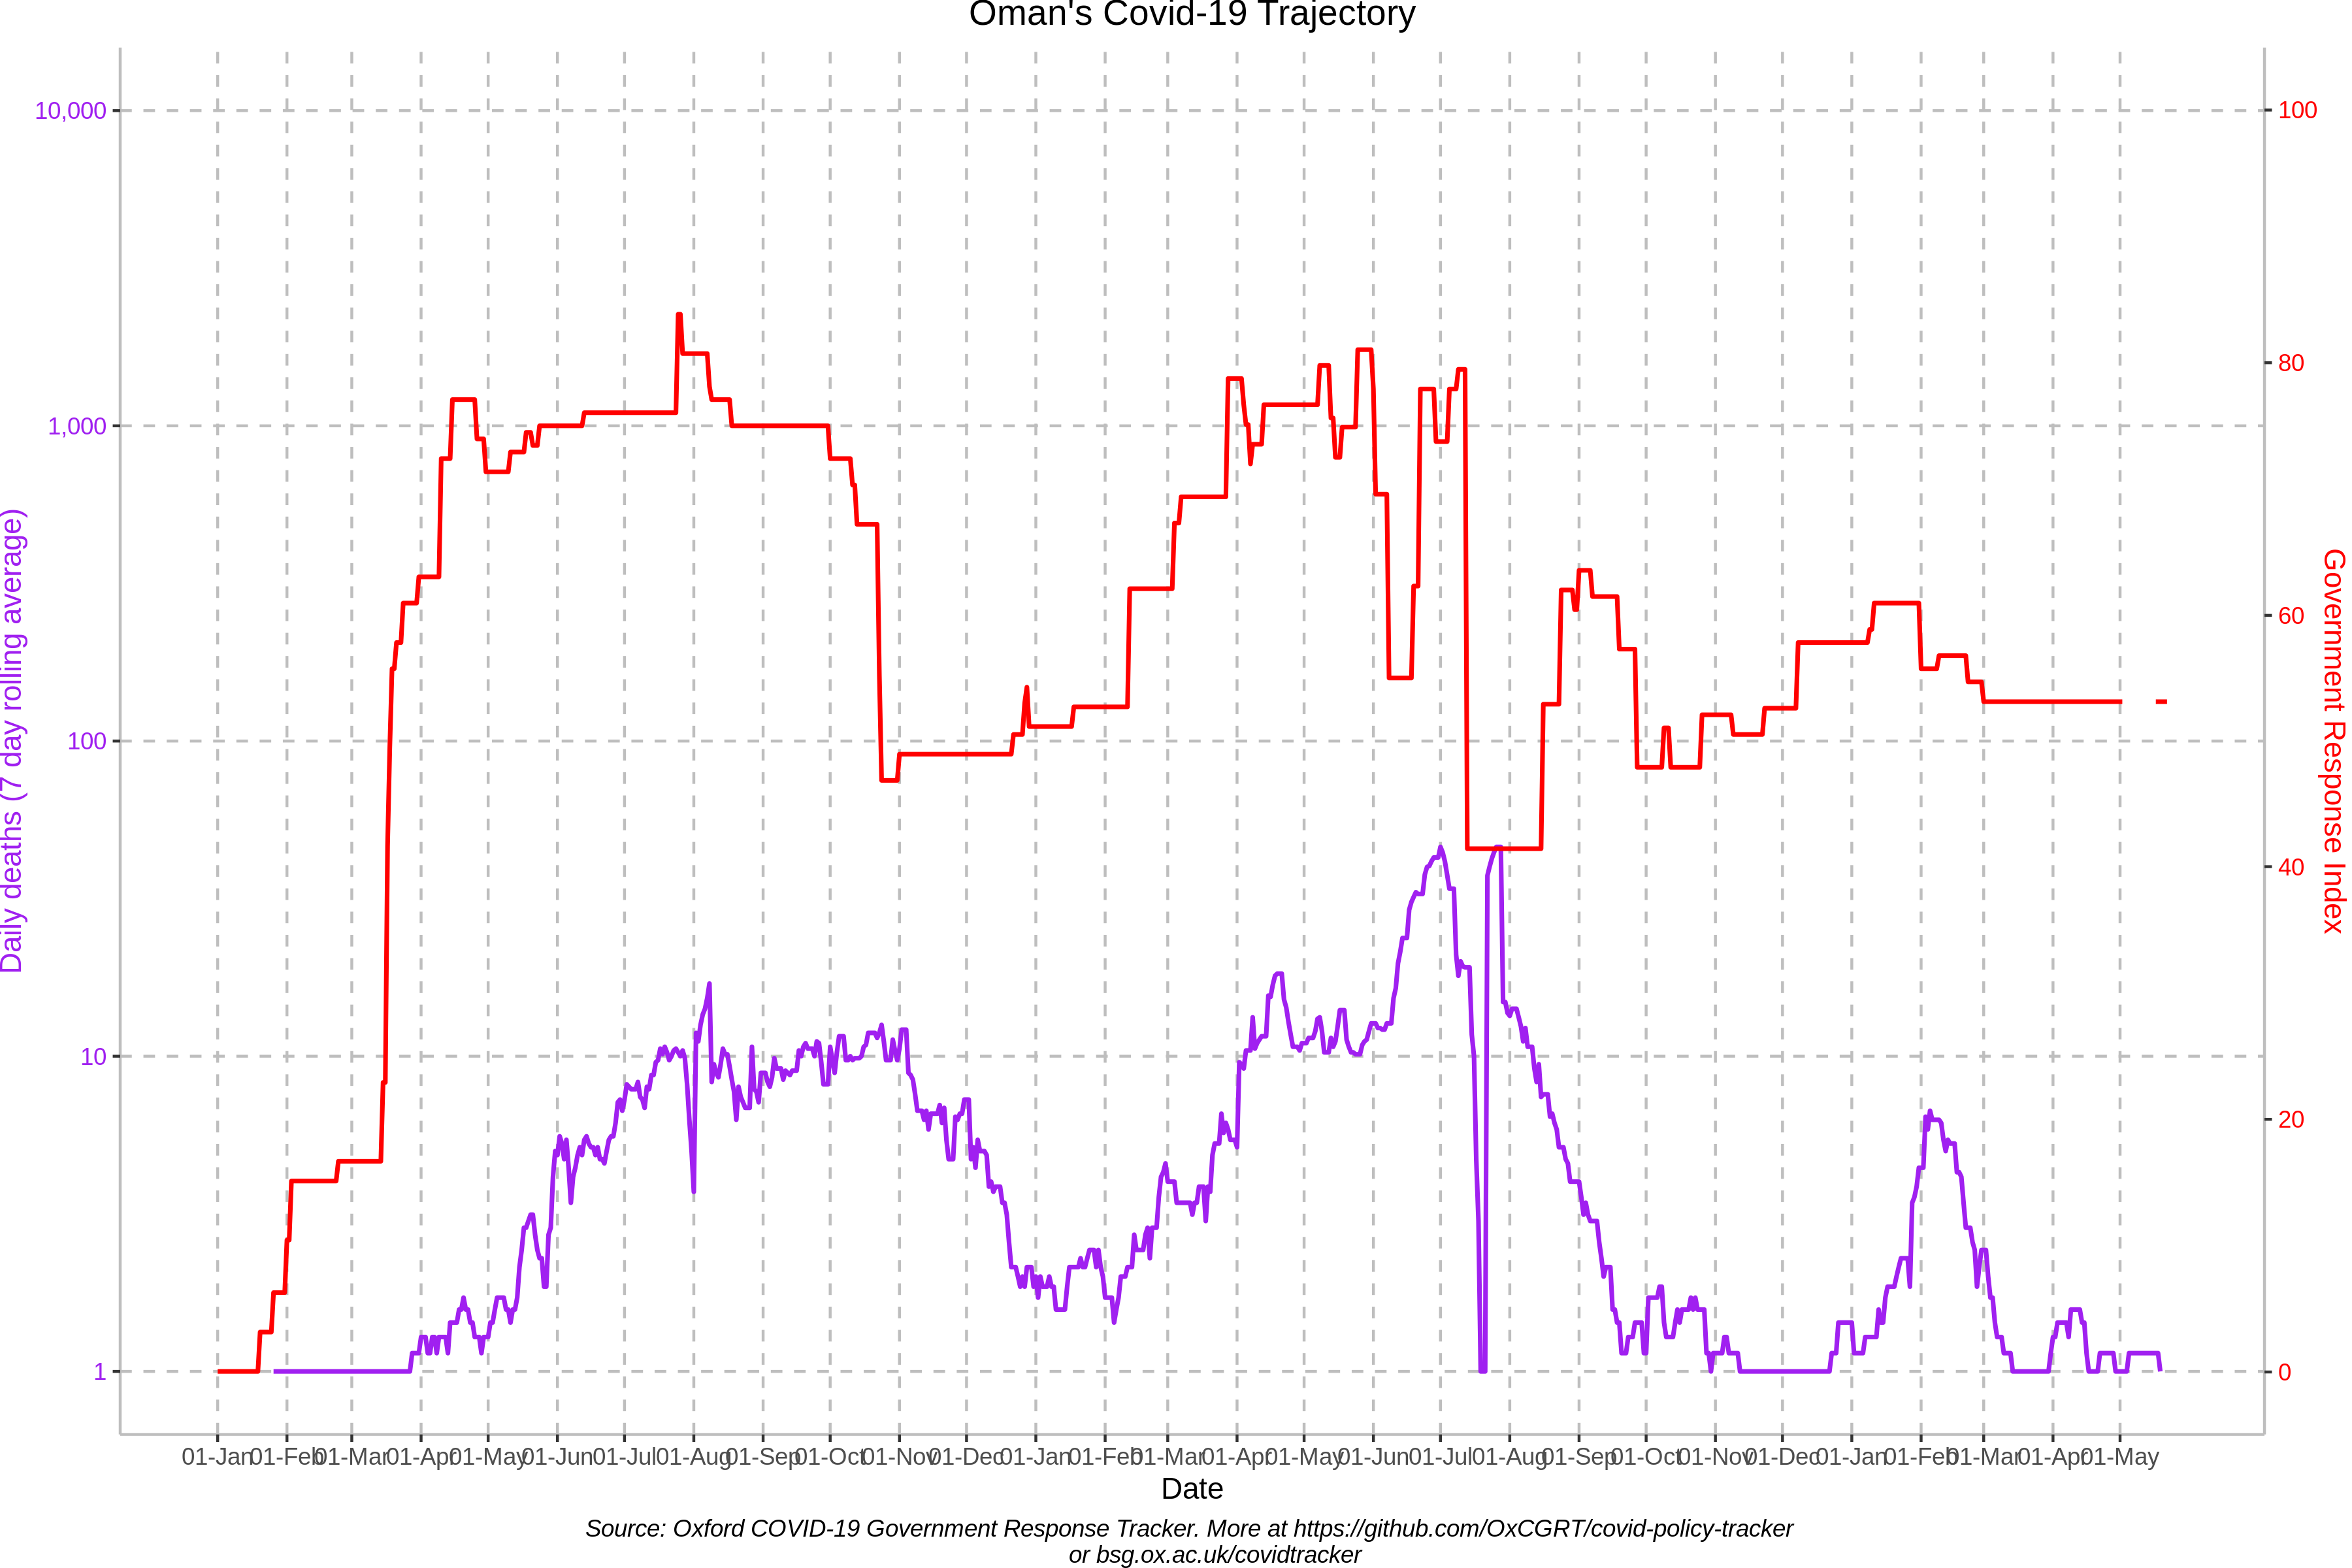 Oman's Covid-19 Trajectory
10,000
1,000
100
10
1
Daily deaths (7 day rolling average)
100
80
60
40
20
0
Government Response Index
01-Jan 01-Feb 01-Mar 01-Apr 01-May 01-Jun 01-Jul 01-Aug 01-Sep 01-Oct 01-Nov 01-Dec 01-Jan 01-Feb 01-Mar 01-Apr 01-May 01-Jun 01-Jul 01-Aug 01-Sep 01-Oct 01-Nov 01-Dec 01-Jan 01-Feb 01-Mar 01-Apr 01-May
Date
Source: Oxford COVID-19 Government Response Tracker. More at https://github.com/OxCGRT/covid-policy-tracker
or bsg.ox.ac.uk/covidtracker